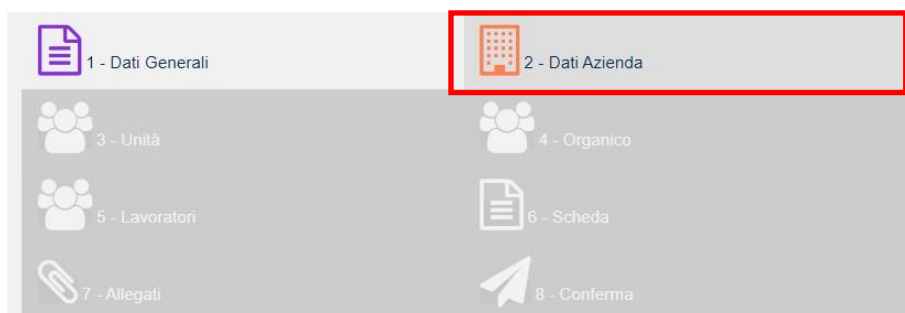 1 - Dati Generali
2 - Dati Azienda
3 - Unità
4 - Organico
5 - Lavoratori
6 - Scheda
7 - Allegati
8 - Conferma